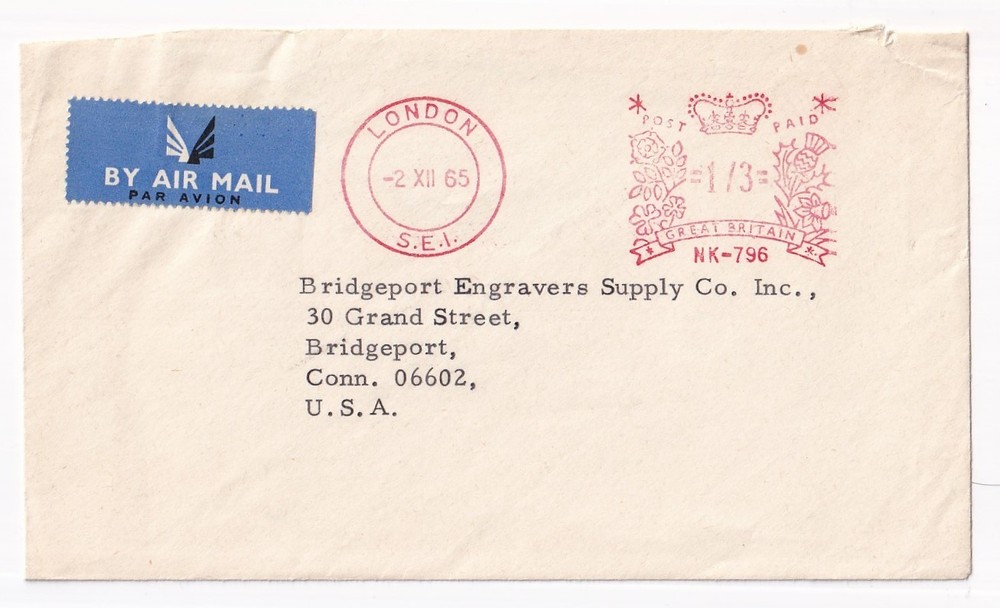 BY AIR MAIL
PAR AVION
LONDON
-2 XII 65
S.E.1.
POST PAID
=1/3=
GREAT BRITAIN
NK-796
Bridgeport Engravers Supply Co. Inc.,
30 Grand Street,
Bridgeport,
Conn. 06602,
U.S.A.